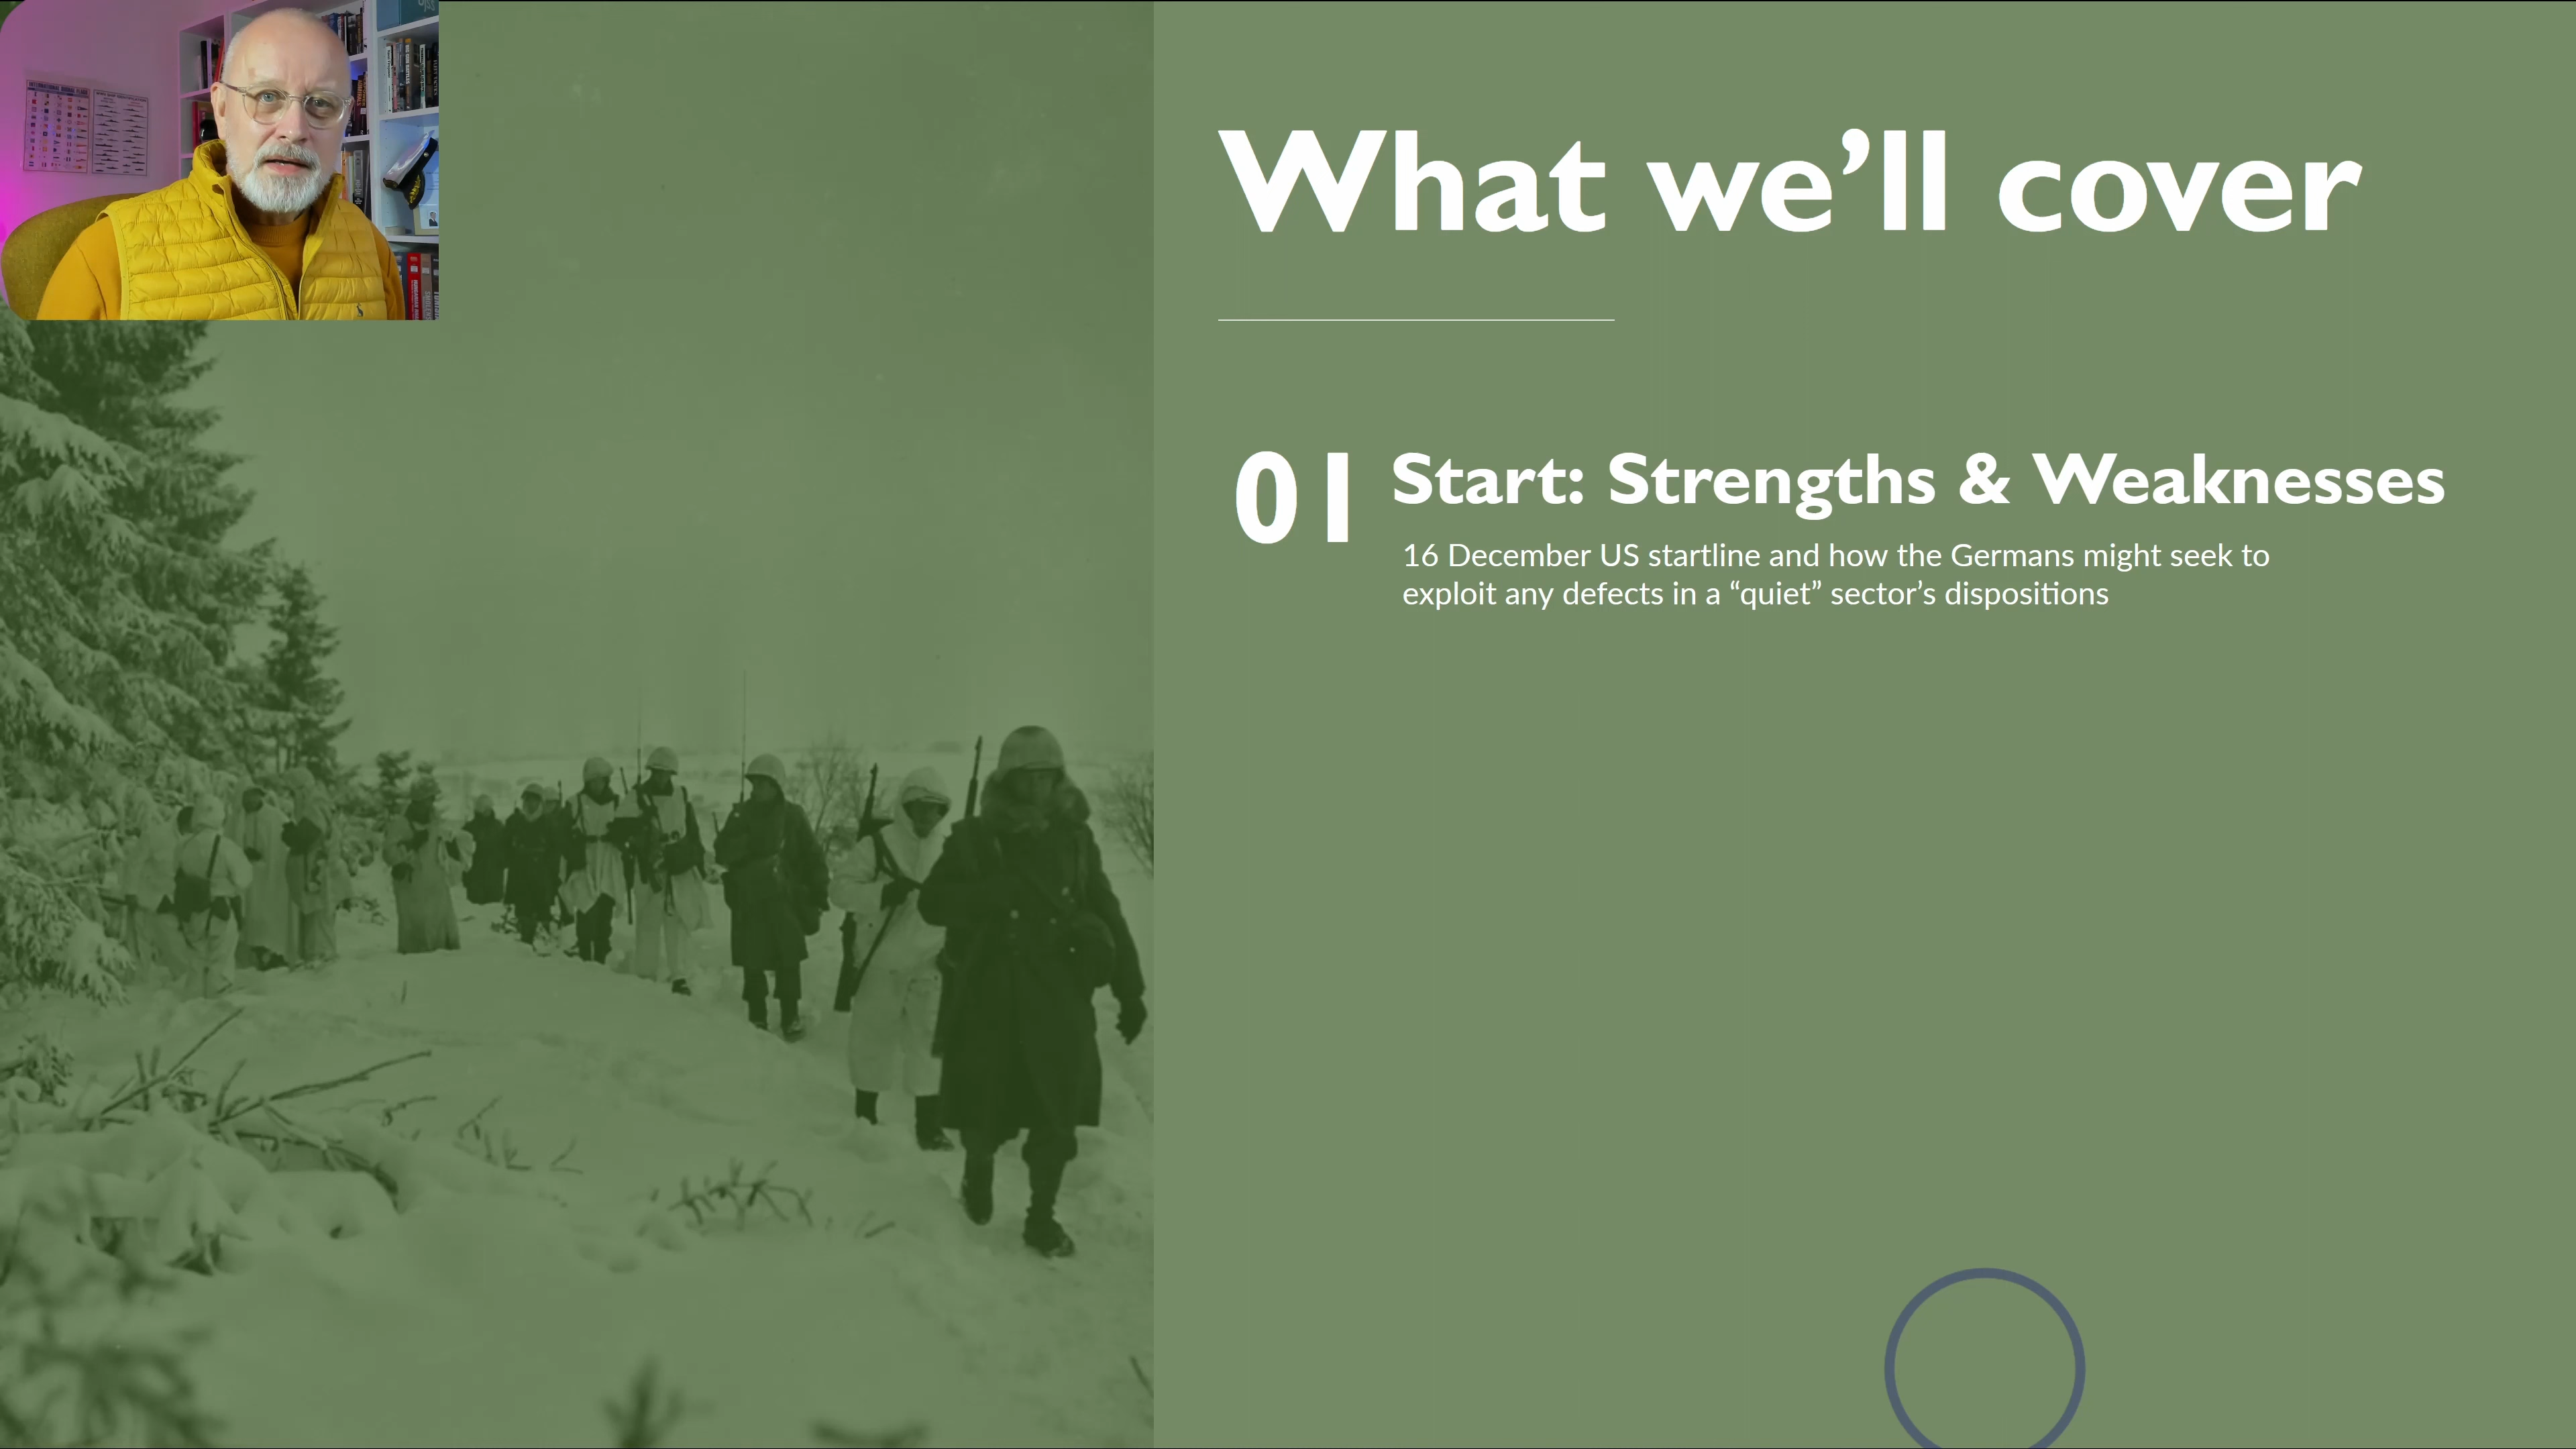 What we’ll cover
01
Start: Strengths & Weaknesses
16 December US startline and how the Germans might seek to
exploit any defects in a “quiet” sector’s dispositions